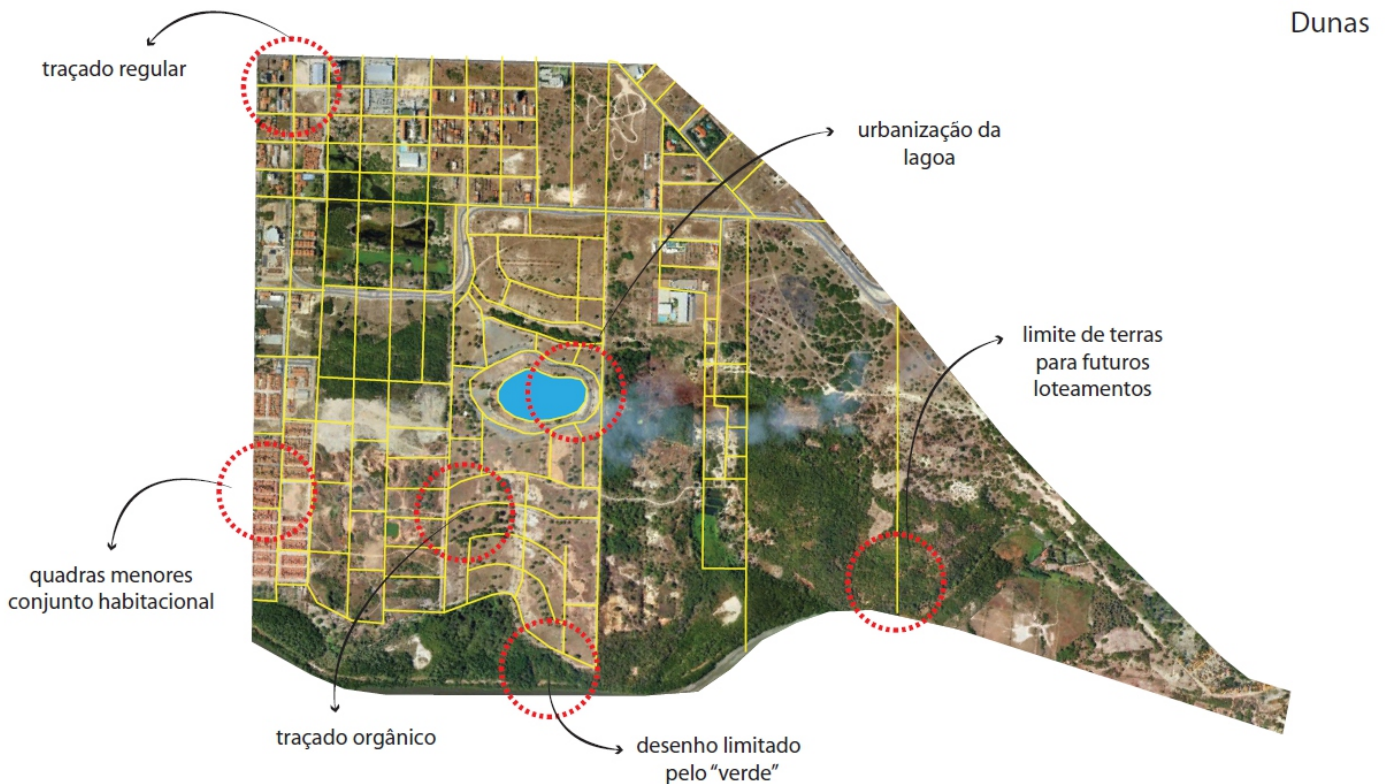 Dunas
traçado regular
urbanização da
lagoa
limite de terras
para futuros
loteamentos
quadras menores
conjunto habitacional
traçado orgânico
desenho limitado
pelo “verde”